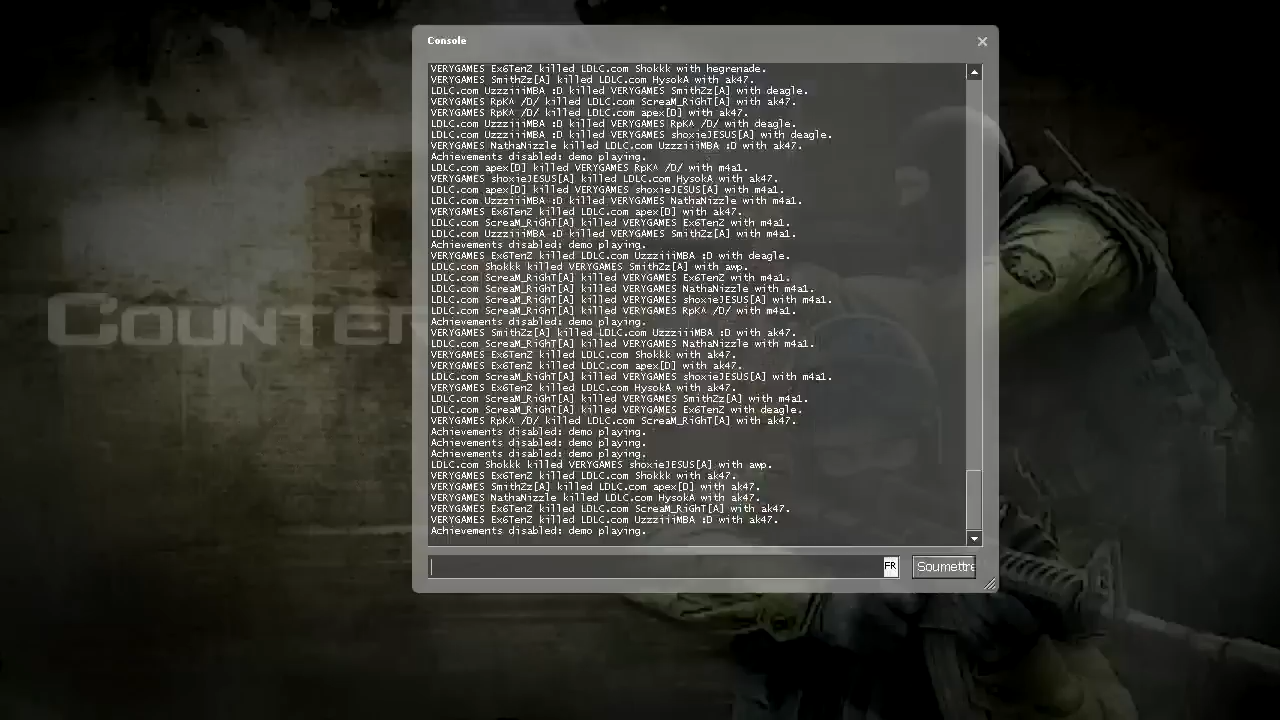 Console
VERYGAMES Ex6TenZ killed LDLC.com Shokkk with hegrenade.
VERYGAMES SmithZz[A] killed LDLC.com HysokA with ak47.
LDLC.com UzzziiiMBA :D killed VERYGAMES SmithZz[A] with deagle.
VERYGAMES RpK^ /D/ killed LDLC.com ScreaM_RiGhT[A] with ak47.
VERYGAMES RpK^ /D/ killed LDLC.com apex[D] with ak47.
LDLC.com UzzziiiMBA :D killed VERYGAMES RpK^ /D/ with deagle.
LDLC.com UzzziiiMBA :D killed VERYGAMES shoxieJESUS[A] with deagle.
VERYGAMES NathaNizzle killed LDLC.com UzzziiiMBA :D with ak47.
Achievements disabled: demo playing.
LDLC.com apex[D] killed VERYGAMES RpK^ /D/ with m4a1.
VERYGAMES shoxieJESUS[A] killed LDLC.com HysokA with ak47.
LDLC.com apex[D] killed VERYGAMES shoxieJESUS[A] with m4a1.
LDLC.com UzzziiiMBA :D killed VERYGAMES NathaNizzle with m4a1.
VERYGAMES Ex6TenZ killed LDLC.com apex[D] with ak47.
LDLC.com ScreaM_RiGhT[A] killed VERYGAMES Ex6TenZ with m4a1.
LDLC.com UzzziiiMBA :D killed VERYGAMES SmithZz[A] with m4a1.
Achievements disabled: demo playing.
VERYGAMES Ex6TenZ killed LDLC.com UzzziiiMBA :D with deagle.
LDLC.com Shokkk killed VERYGAMES SmithZz[A] with awp.
LDLC.com ScreaM_RiGhT[A] killed VERYGAMES Ex6TenZ with m4a1.
LDLC.com ScreaM_RiGhT[A] killed VERYGAMES NathaNizzle with m4a1.
LDLC.com ScreaM_RiGhT[A] killed VERYGAMES shoxieJESUS[A] with m4a1.
LDLC.com ScreaM_RiGhT[A] killed VERYGAMES RpK^ /D/ with m4a1.
Achievements disabled: demo playing.
VERYGAMES SmithZz[A] killed LDLC.com UzzziiiMBA :D with ak47.
LDLC.com ScreaM_RiGhT[A] killed VERYGAMES NathaNizzle with m4a1.
VERYGAMES Ex6TenZ killed LDLC.com Shokkk with ak47.
VERYGAMES Ex6TenZ killed LDLC.com apex[D] with ak47.
LDLC.com ScreaM_RiGhT[A] killed VERYGAMES shoxieJESUS[A] with m4a1.
VERYGAMES Ex6TenZ killed LDLC.com HysokA with ak47.
LDLC.com ScreaM_RiGhT[A] killed VERYGAMES SmithZz[A] with m4a1.
LDLC.com ScreaM_RiGhT[A] killed VERYGAMES Ex6TenZ with deagle.
VERYGAMES RpK^ /D/ killed LDLC.com ScreaM_RiGhT[A] with ak47.
Achievements disabled: demo playing.
Achievements disabled: demo playing.
Achievements disabled: demo playing.
LDLC.com Shokkk killed VERYGAMES shoxieJESUS[A] with awp.
VERYGAMES Ex6TenZ killed LDLC.com Shokkk with ak47.
VERYGAMES SmithZz[A] killed LDLC.com apex[D] with ak47.
VERYGAMES NathaNizzle killed LDLC.com HysokA with ak47.
VERYGAMES Ex6TenZ killed LDLC.com ScreaM_RiGhT[A] with ak47.
VERYGAMES Ex6TenZ killed LDLC.com UzzziiiMBA :D with ak47.
Achievements disabled: demo playing.
FR
Soumettre
COUNTER